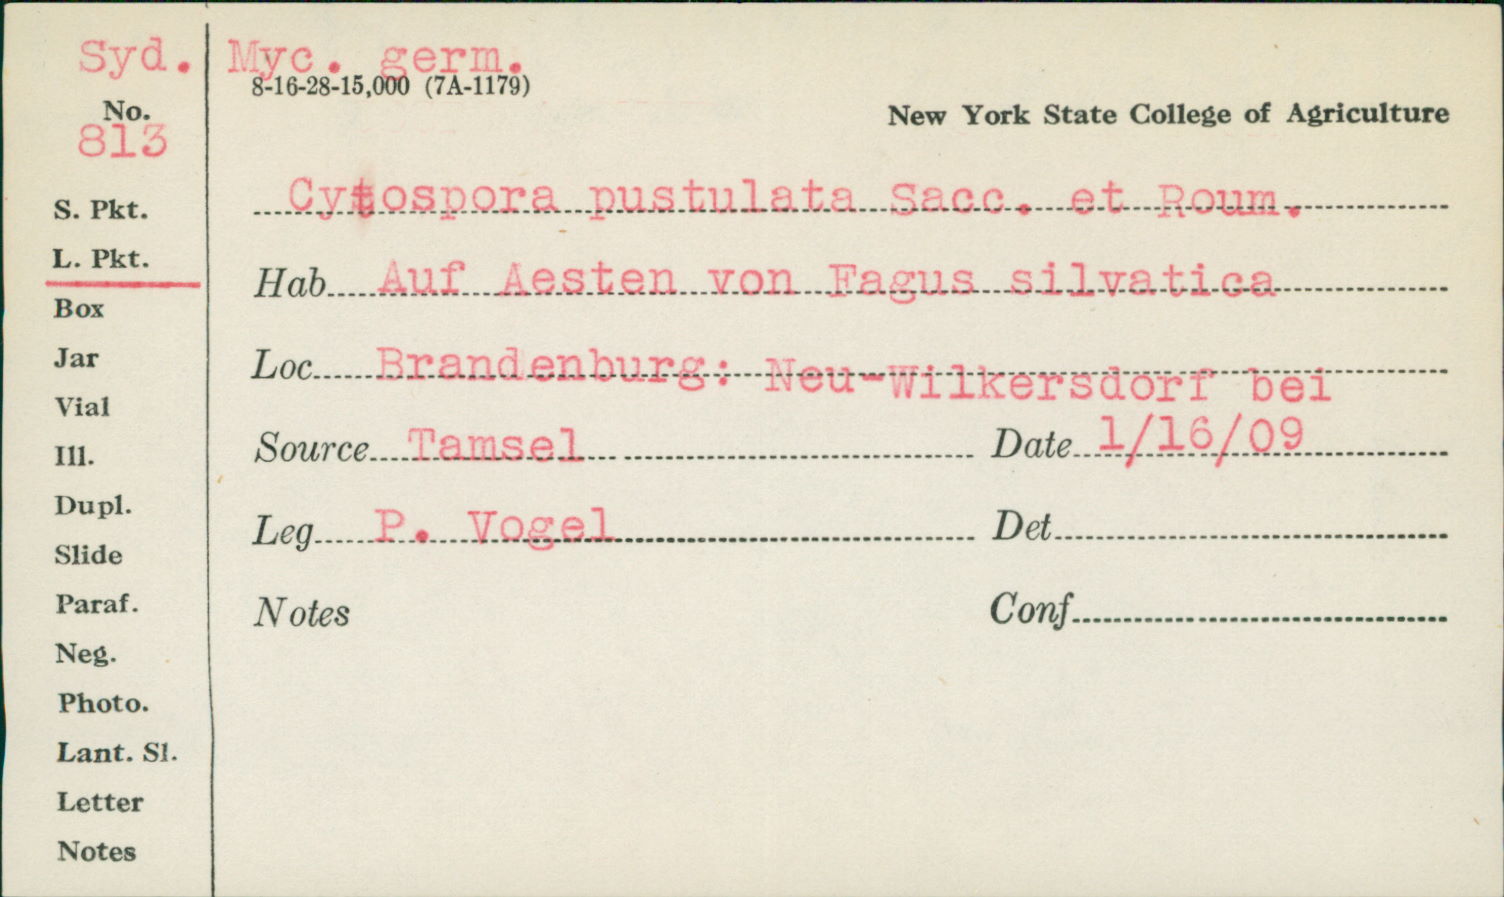 Syd. Myc. germ.
8-16-28-15,000 (7A-1179)
No.
813
New York State College of Agriculture
Cytospora pustulata Sacc. et Roum.
S. Pkt.
L. Pkt.
Hab Auf Aesten von Fagus silvatica
Box
Jar
Loc Brandenburg: Neu-Wilkersdorf bei
Vial
Ill.
Source Tamsel Date 1/16/09
Dupl.
Leg P. Vogel Det
Slide
Paraf.
Notes Conf
Neg.
Photo.
Lant. Sl.
Letter
Notes